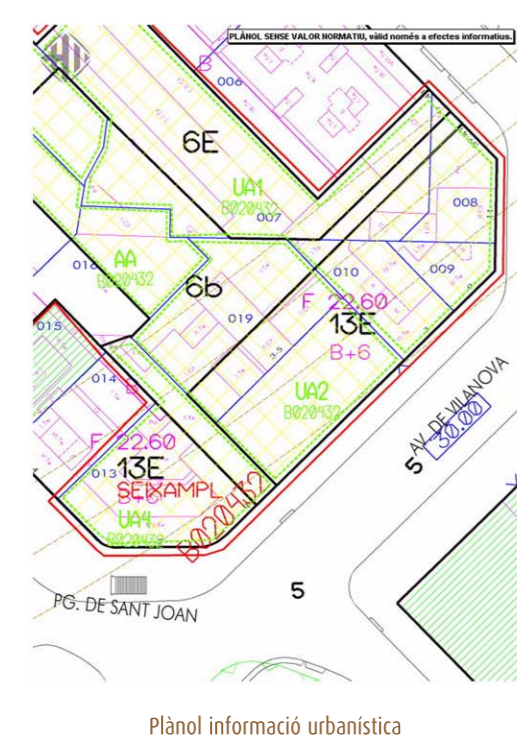 PLÀNOL SENSE VALOR NORMATIU, vàlid només a efectes informatius.
B
006
6E
UA1
B020432
007
008
AA
B020432
016
6b
010
009
F 22.60
13E
B+6
019
015
014
B
UA2
B020432
AV. DE VILANOVA
30.00
5
F 22.60
013
13E
SEIXAMPL
B+6
B020432
UA4
B020432
5
PG. DE SANT JOAN
Plànol informació urbanística